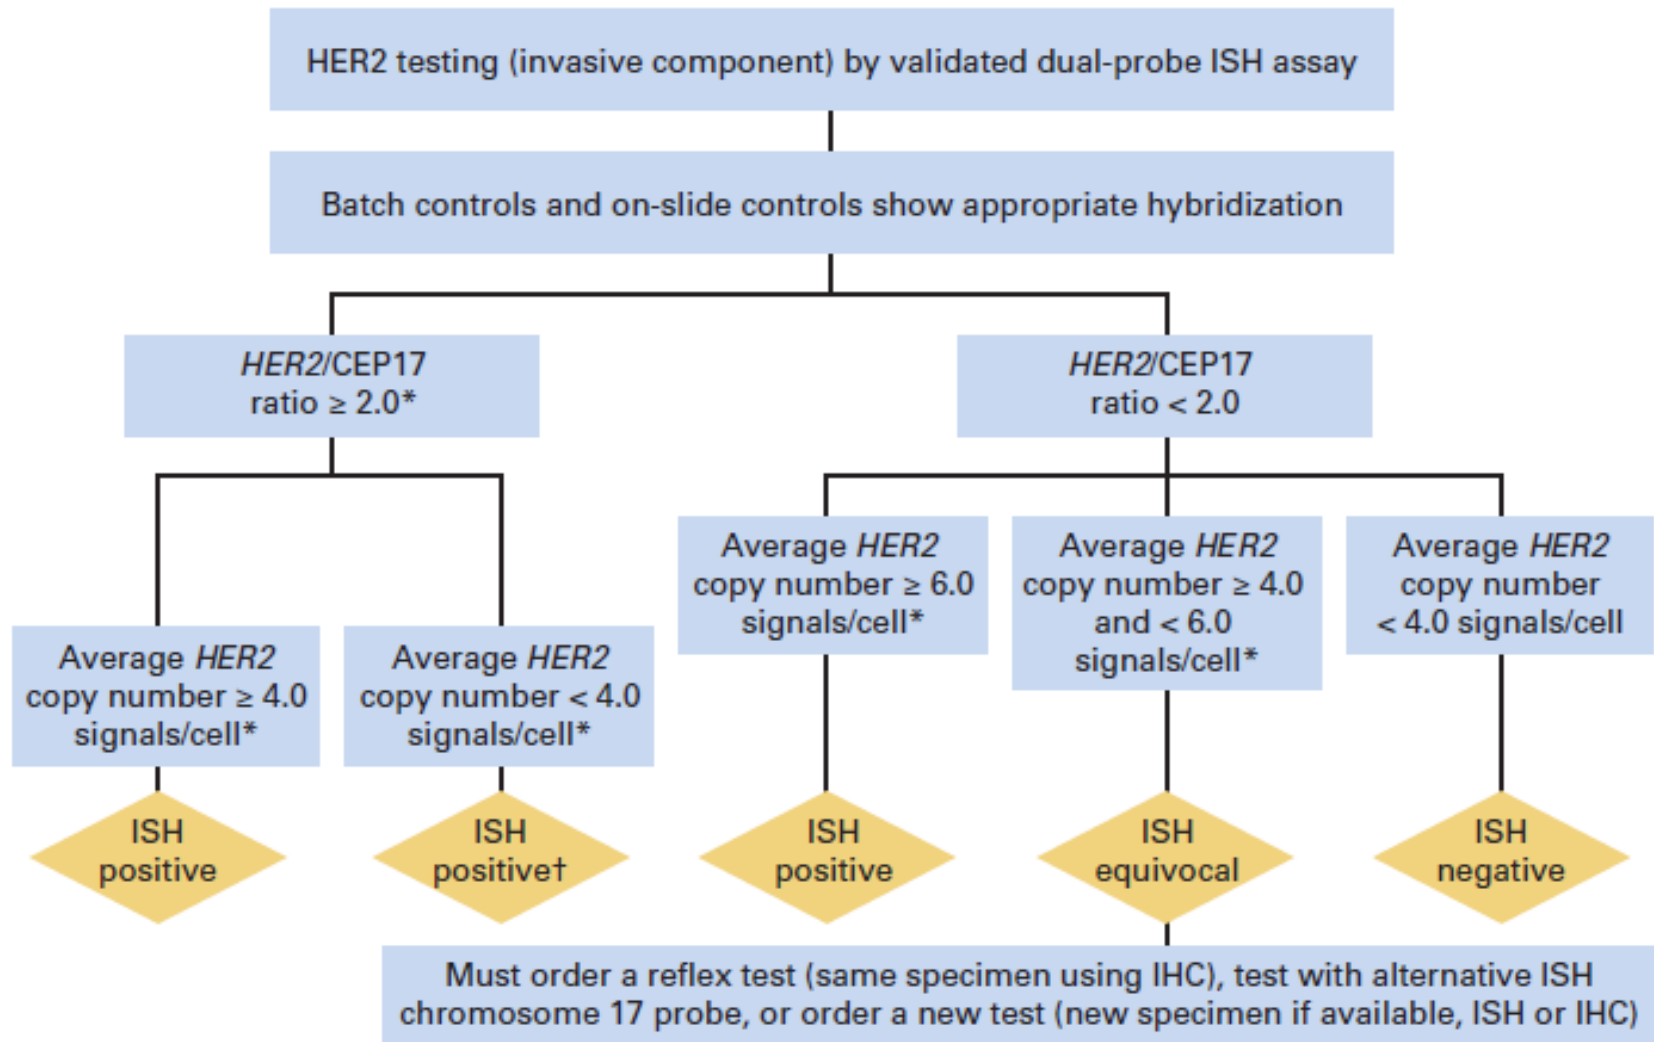 HER2 testing (invasive component) by validated dual-probe ISH assay
Batch controls and on-slide controls show appropriate hybridization
HER2/CEP17
ratio ≥ 2.0*
HER2/CEP17
ratio < 2.0
Average HER2
copy number ≥ 4.0
signals/cell*
Average HER2
copy number < 4.0
signals/cell*
Average HER2
copy number ≥ 6.0
signals/cell*
Average HER2
copy number ≥ 4.0
and < 6.0
signals/cell*
Average HER2
copy number
< 4.0 signals/cell
ISH
positive
ISH
positive†
ISH
positive
ISH
equivocal
ISH
negative
Must order a reflex test (same specimen using IHC), test with alternative ISH
chromosome 17 probe, or order a new test (new specimen if available, ISH or IHC)